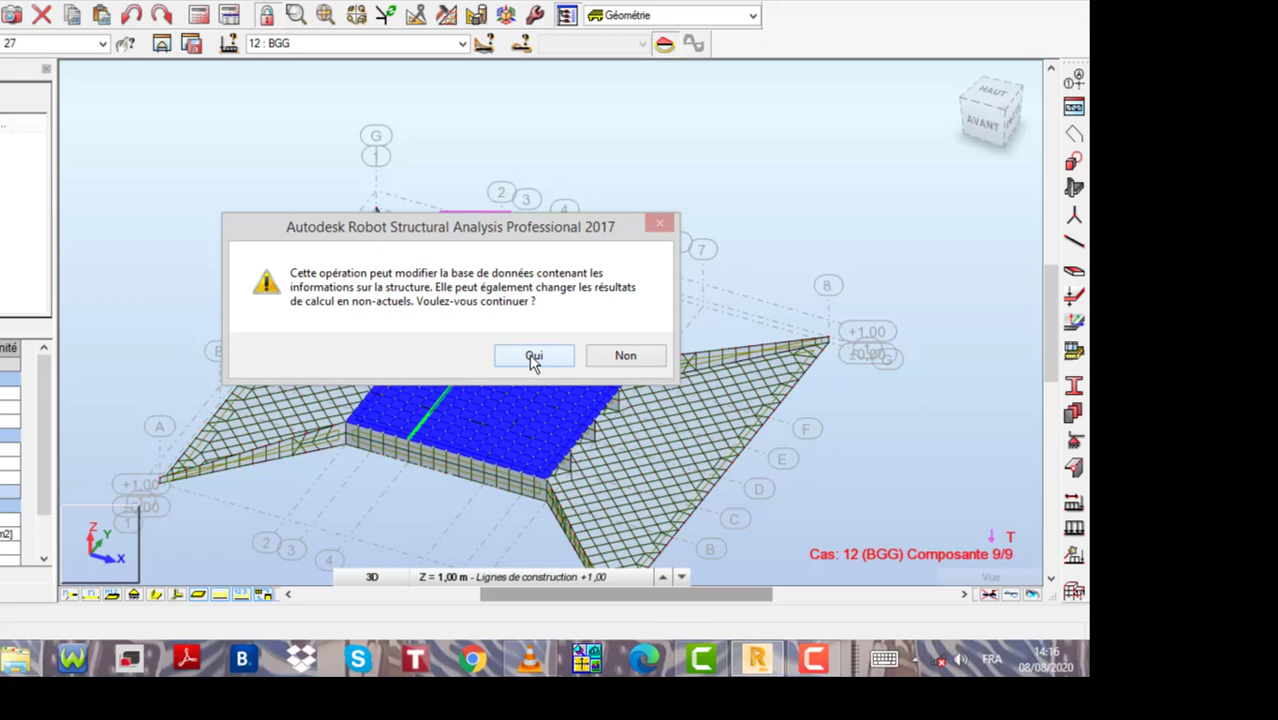 Géométrie
27
12 : BGG
HAUT
AVANT
G
1
2
3
4
7
8
Autodesk Robot Structural Analysis Professional 2017
Cette opération peut modifier la base de données contenant les
informations sur la structure. Elle peut également changer les résultats
de calcul en non-actuels. Voulez-vous continuer ?
Oui
Non
+1,00
±0,00
G
A
F
E
D
C
B
+1,00
1
2
3
4
nité
m2]
Z
Y
X
T
Cas: 12 (BGG) Composante 9/9
3D
Z = 1,00 m - Lignes de construction +1,00
Vue
FRA
14:16
08/08/2020